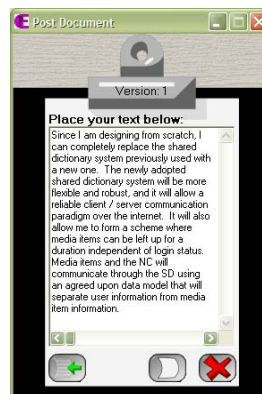 Post Document
Version: 1
Place your text below:
Since I am designing from scratch, I
can completely replace the shared
dictionary system previously used with
a new one.  The newly adopted
shared dictionary system will be more
flexible and robust, and it will allow a
reliable client / server communication
paradigm over the internet.  It will also
allow me to form a scheme where
media items can be left up for a
duration independent of login status.
Media items and the NC will
communicate through the SD using
an agreed upon data model that will
separate user information from media
item information.